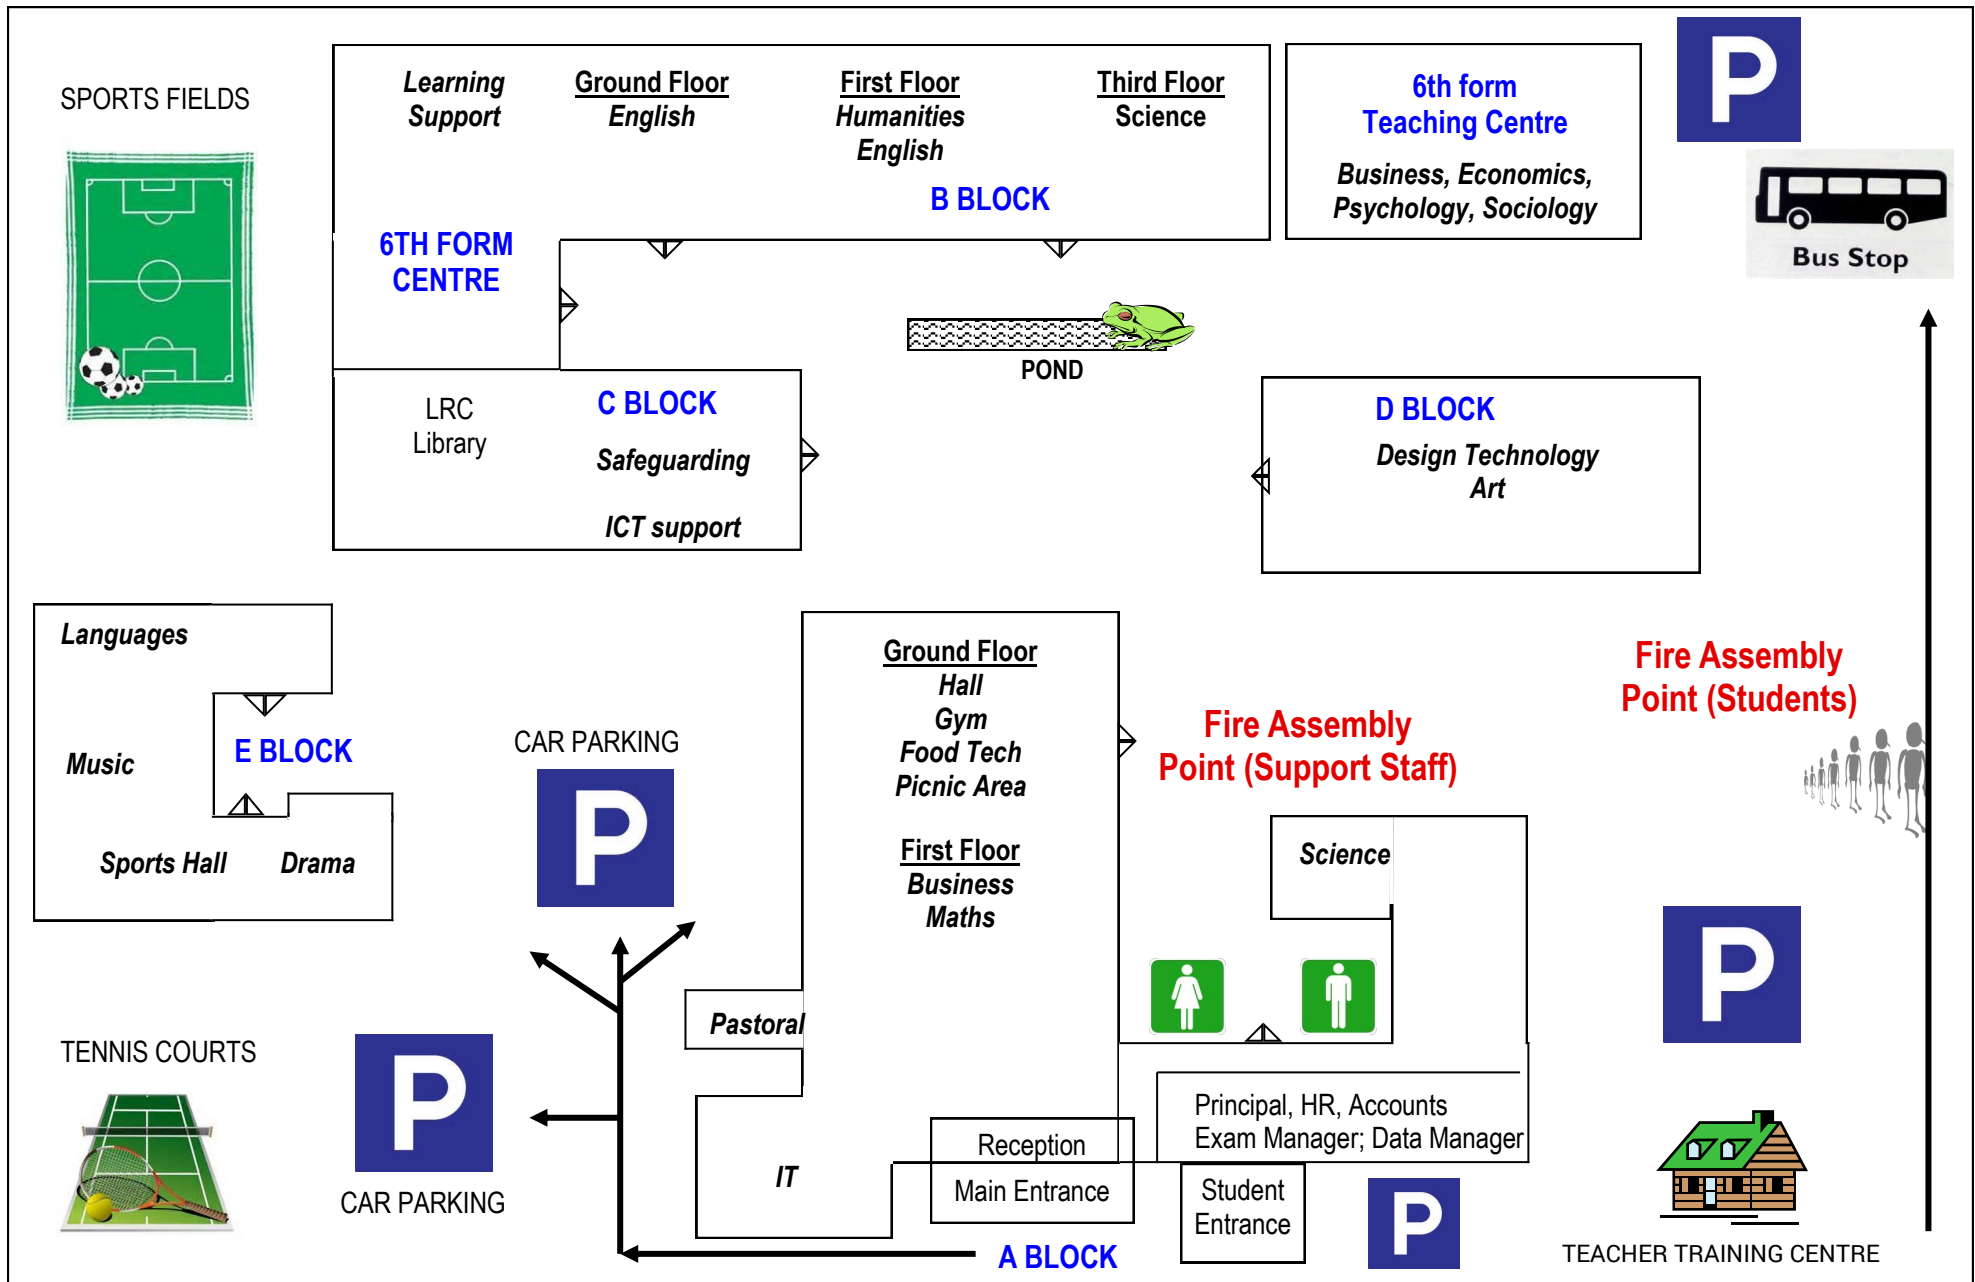 SPORTS FIELDS
Learning
Support
Ground Floor
English
First Floor
Humanities
English
Third Floor
Science
B BLOCK
6TH FORM
CENTRE
6th form
Teaching Centre
Business, Economics,
Psychology, Sociology
P
Bus Stop
POND
LRC
Library
C BLOCK
Safeguarding
ICT support
D BLOCK
Design Technology
Art
Languages
Music
E BLOCK
Sports Hall
Drama
CAR PARKING
P
Ground Floor
Hall
Gym
Food Tech
Picnic Area
First Floor
Business
Maths
Fire Assembly
Point (Support Staff)
Fire Assembly
Point (Students)
Science
P
Pastoral
TENNIS COURTS
P
CAR PARKING
IT
Reception
Main Entrance
Principal, HR, Accounts
Exam Manager; Data Manager
Student
Entrance
P
A BLOCK
TEACHER TRAINING CENTRE